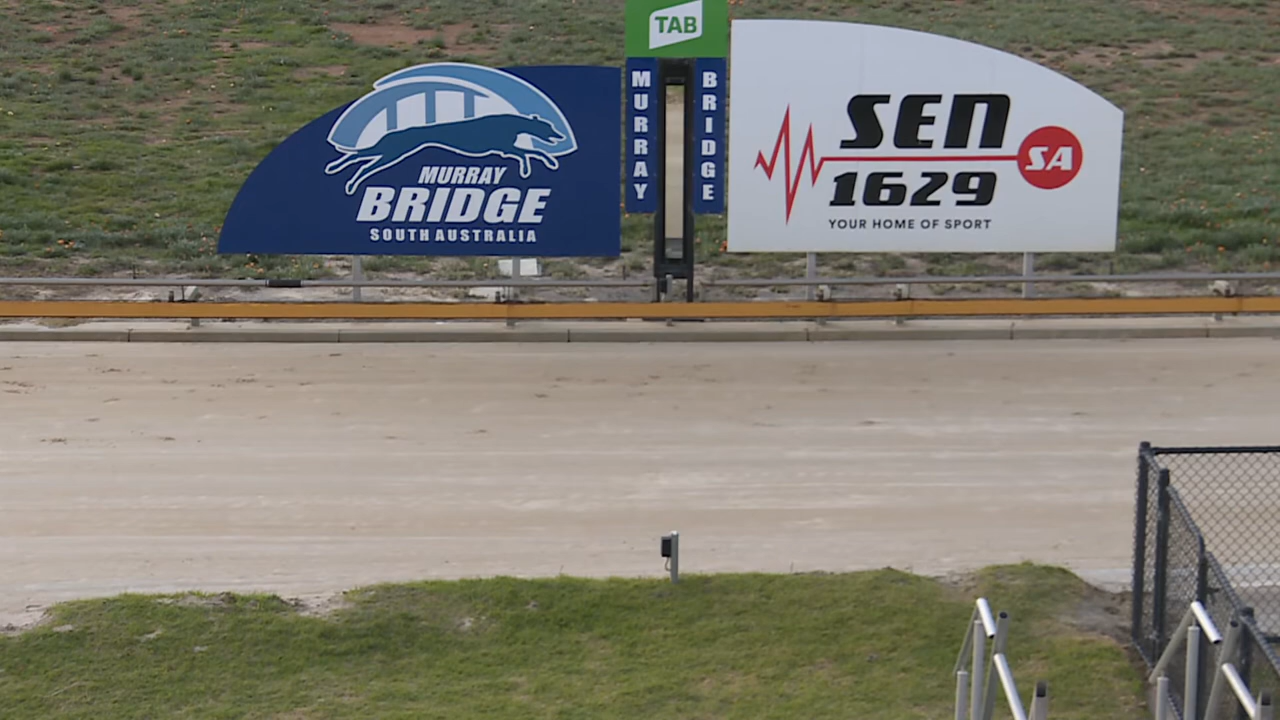 TAB
MURRAY
BRIDGE
MURRAY
BRIDGE
SOUTH AUSTRALIA
SEN
SA
1629
YOUR HOME OF SPORT